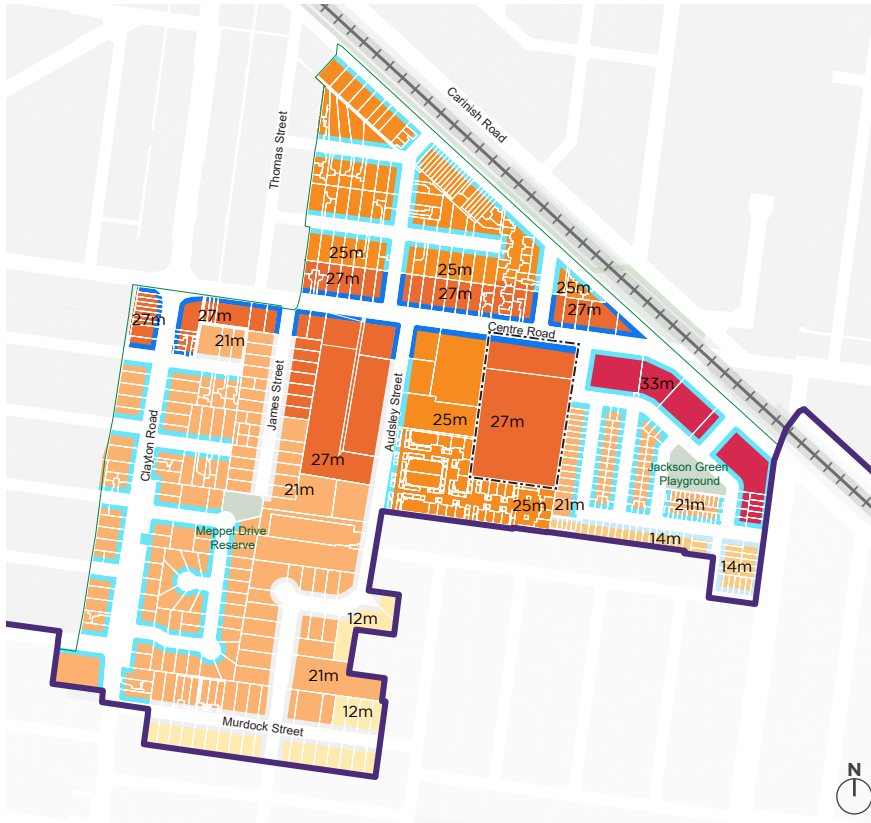 Carinish Road
Thomas Street
25m
27m
25m
27m
25m
27m
27m
27m
21m
Centre Road
33m
James Street
Audsley Street
Clayton Road
25m
27m
27m
21m
Jackson Green
Playground
25m
21m
21m
14m
14m
Meppel Drive
Reserve
12m
21m
12m
Murdock Street
N